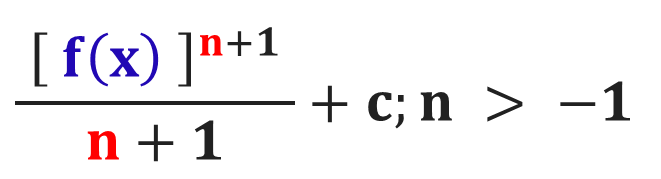 [ f(x) ]ⁿ⁺¹
n + 1
+ c; n > −1